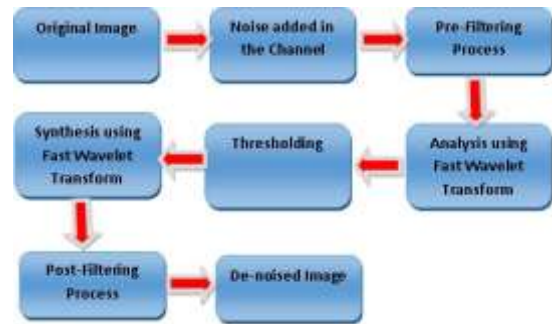 Original Image
Noise added in
the Channel
Pre-Filtering
Process
Analysis using
Fast Wavelet
Transform
Thresholding
Synthesis using
Fast Wavelet
Transform
Post-Filtering
Process
De-noised Image